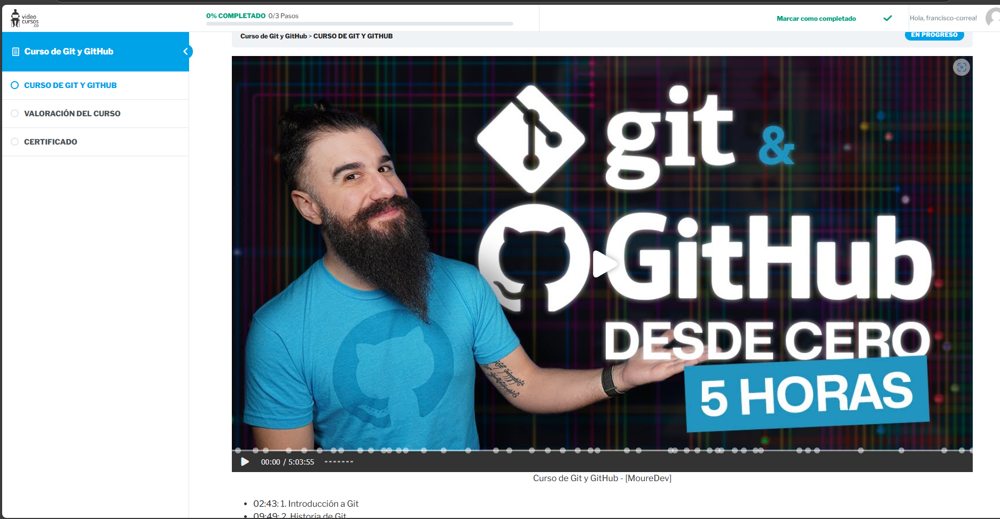 video
cursos
.co
0% COMPLETADO 0/3 Pasos
Marcar como completado
Hola, francisco-correa!
Curso de Git y GitHub
CURSO DE GIT Y GITHUB
VALORACIÓN DEL CURSO
CERTIFICADO
Curso de Git y GitHub > CURSO DE GIT Y GITHUB
EN PROGRESO
git &
GitHub
DESDE CERO
5 HORAS
00:00 / 5:03:55
Curso de Git y GitHub - [MoureDev]
• 02:43: 1. Introducción a Git
• 09:49: 2. Historia de Git